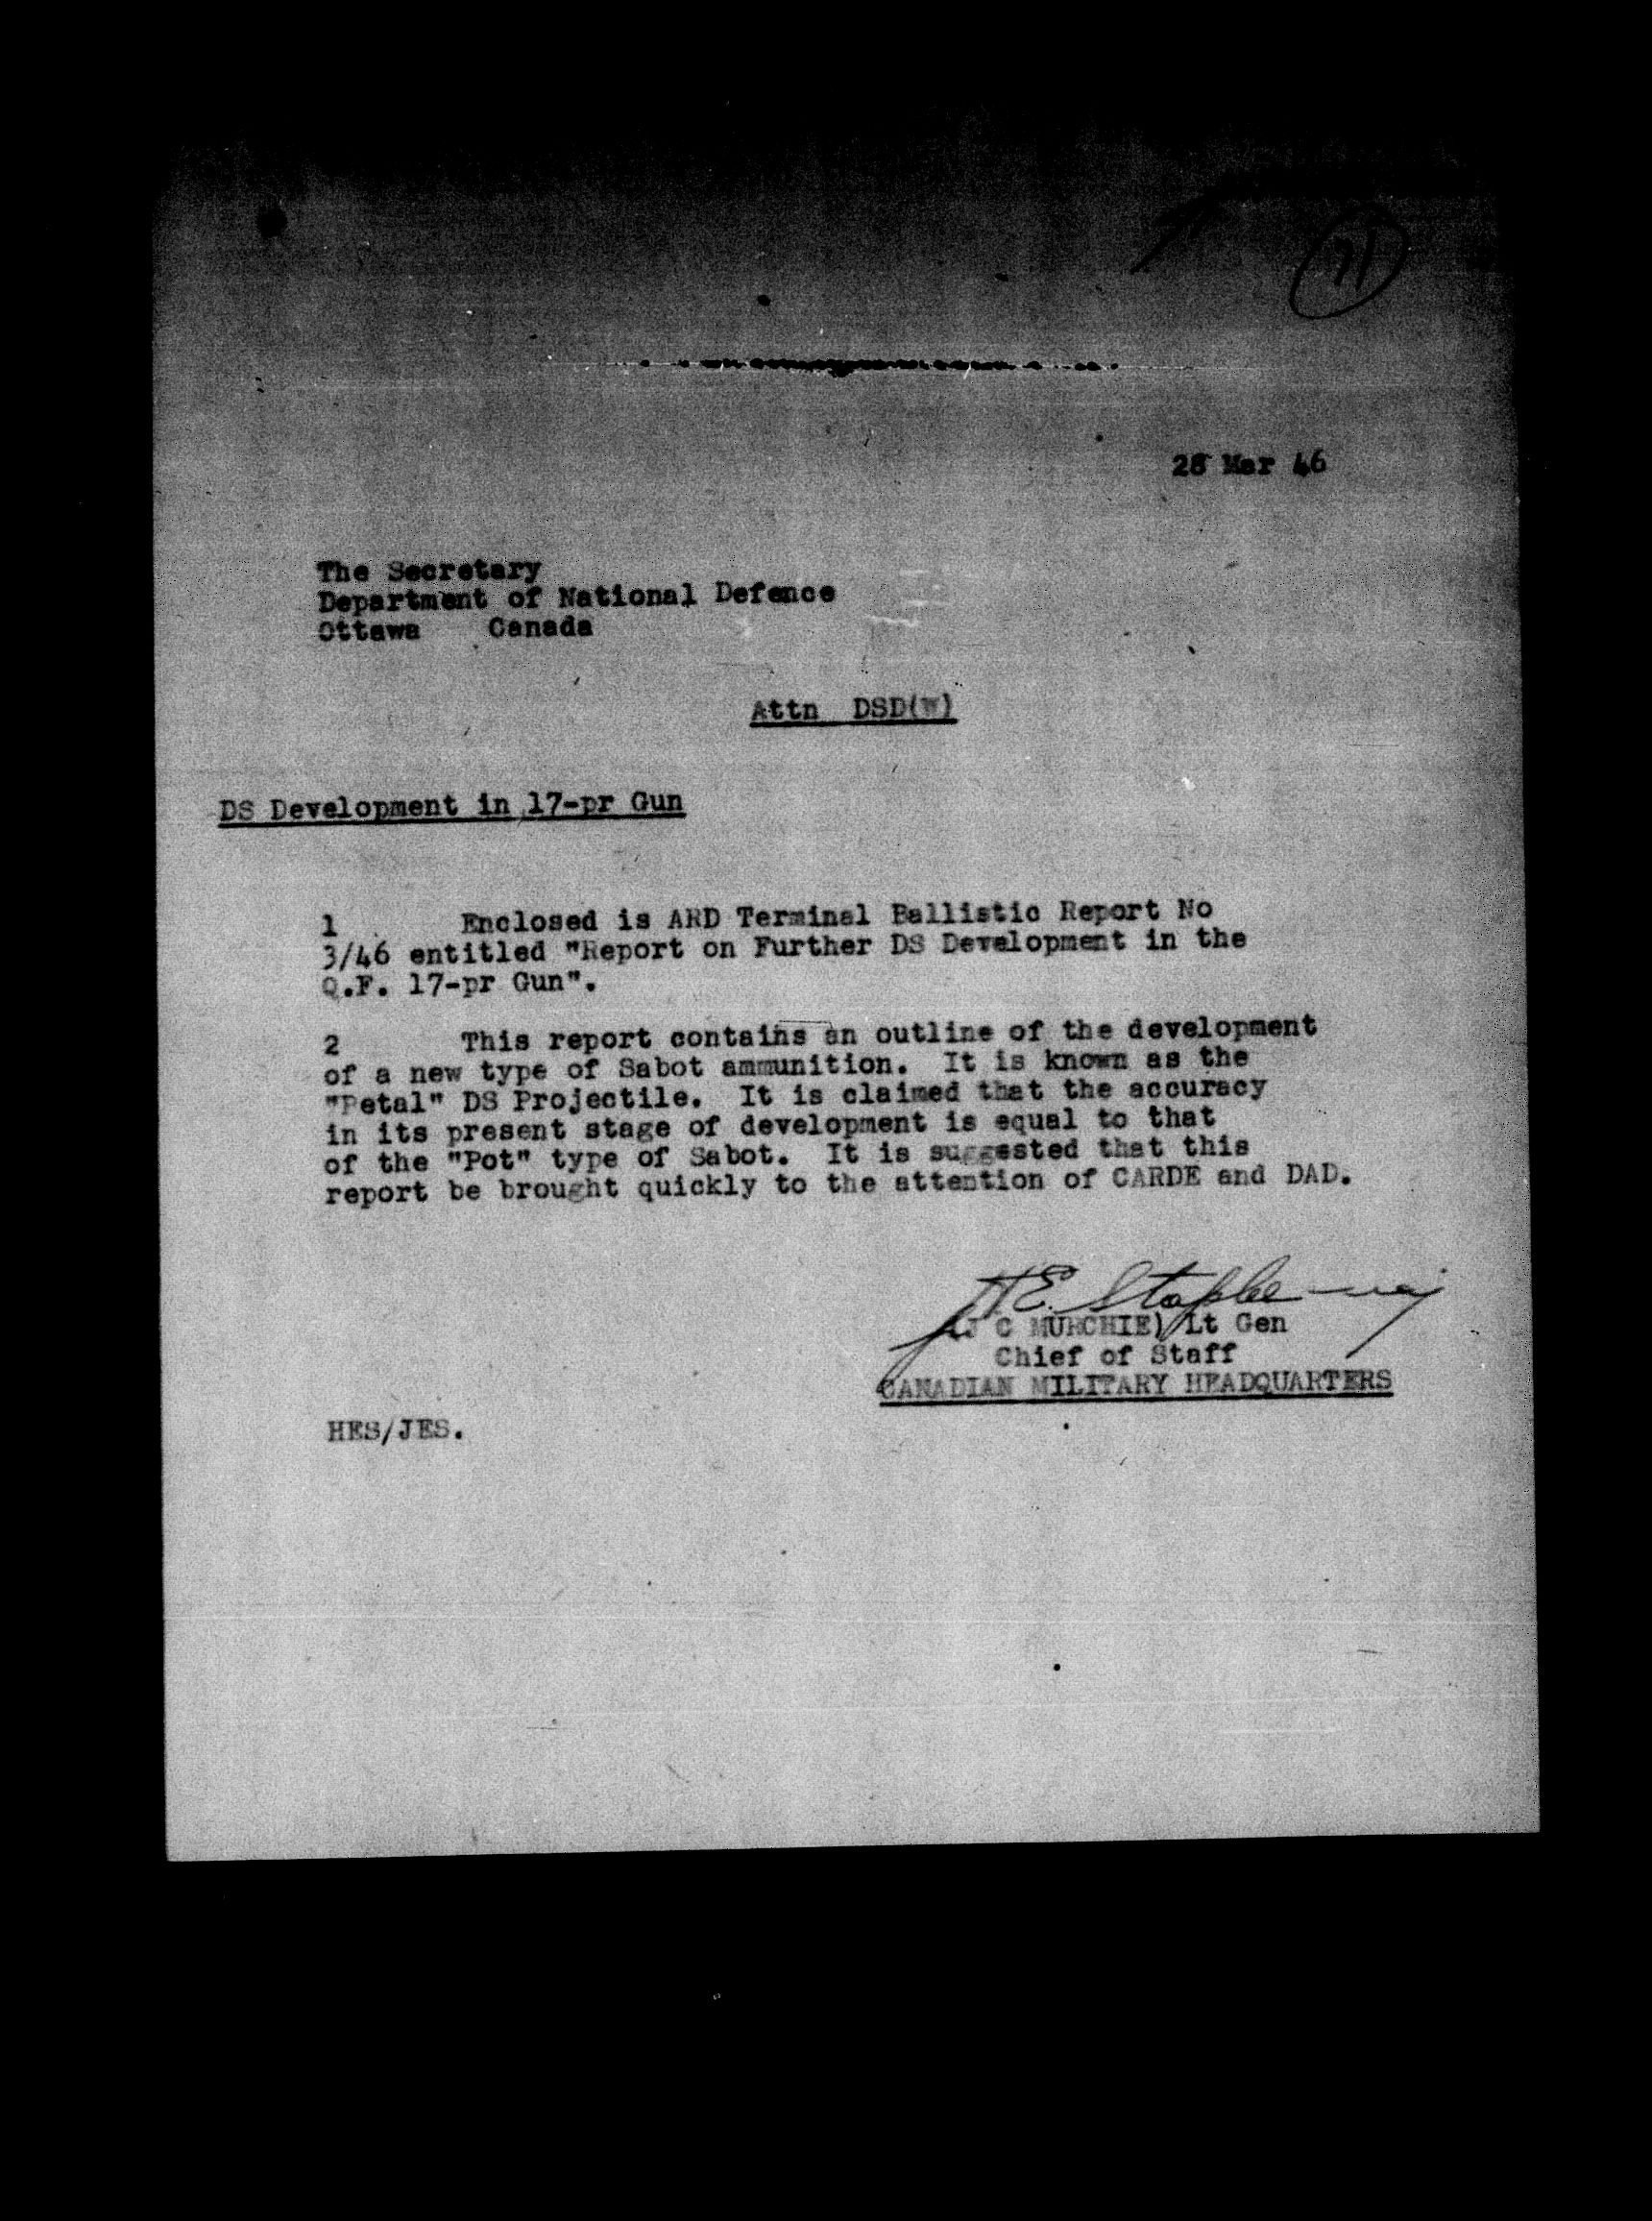 71
28 Mar 46
The Secretary
Department of National Defence
Ottawa Canada
Attn DSD(W)
DS Development in 17-pr Gun
1 Enclosed is ARD Terminal Ballistic Report No
3/46 entitled "Report on Further DS Development in the
Q.F. 17-pr Gun".
2 This report contains an outline of the development
of a new type of Sabot ammunition. It is known as the
"Petal" DS Projectile. It is claimed that the accuracy
in its present stage of development is equal to that
of the "Pot" type of Sabot. It is suggested that this
report be brought quickly to the attention of CARDE and DAD.
H.E. Staple
(J C MURCHIE) Lt Gen
Chief of Staff
CANADIAN MILITARY HEADQUARTERS
HES/JES.